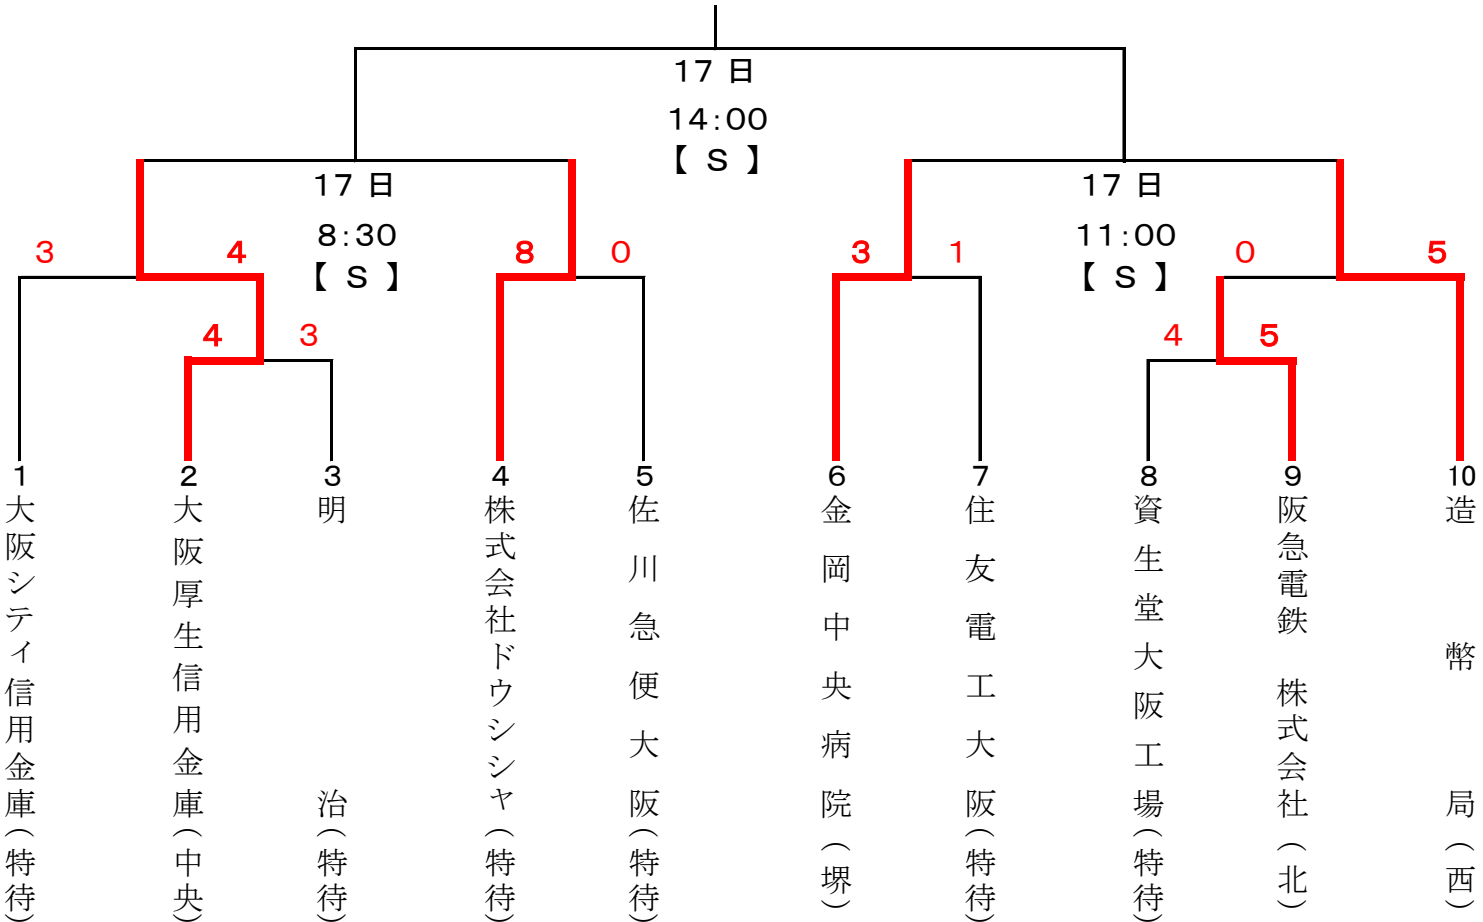 17 日
14:00
【 S 】
17 日
8:30
【 S 】
17 日
11:00
【 S 】
3
4
8
0
3
1
0
5
4
3
4
5
1
2
3
4
5
6
7
8
9
10
大阪シティ信用金庫(特待)
大阪厚生信用金庫(中央)
明治(特待)
株式会社ドウシシャ(特待)
佐川急便大阪(特待)
金岡中央病院(堺)
住友電工大阪(特待)
資生堂大阪工場(特待)
阪急電鉄 株式会社(北)
造幣局(西)